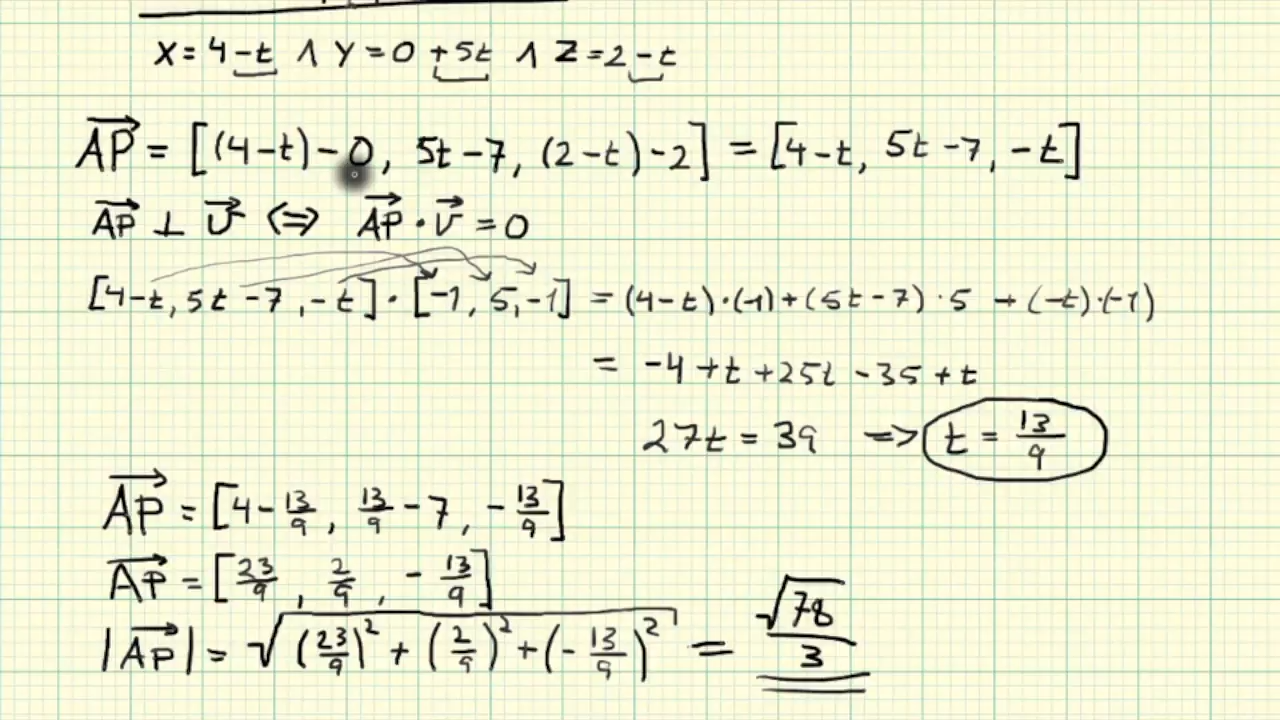 X = 4 - t ∧ Y = 0 + 5t ∧ Z = 2 - t
AP⃗ = [(4-t)-0, 5t-7, (2-t)-2] = [4-t, 5t-7, -t]
AP⃗ ⊥ v⃗ <=> AP⃗ · v⃗ = 0
[4-t, 5t-7, -t] · [-1, 5, -1] = (4-t)·(-1)+(5t-7)·5 + (-t)·(-1)
= -4+t+25t-35+t
27t = 39 => t = 13/9
AP⃗ = [4-13/9, 13/9-7, -13/9]
AP⃗ = [23/9, 2/9, -13/9]
|AP⃗| = √((23/9)²+(2/9)²+(-13/9)²) = √78/3